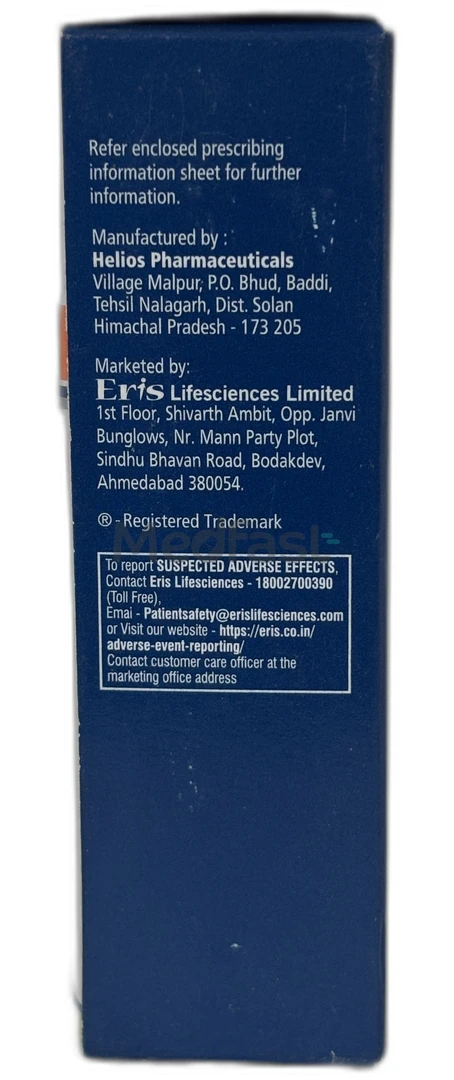 Refer enclosed prescribing
information sheet for further
information.
Manufactured by :
Helios Pharmaceuticals
Village Malpur, P.O. Bhud, Baddi,
Tehsil Nalagarh, Dist. Solan
Himachal Pradesh - 173 205
Marketed by:
Eris Lifesciences Limited
1st Floor, Shivarth Ambit, Opp. Janvi
Bunglows, Nr. Mann Party Plot,
Sindhu Bhavan Road, Bodakdev,
Ahmedabad 380054.
® - Registered Trademark
Medfast
To report SUSPECTED ADVERSE EFFECTS,
Contact Eris Lifesciences - 18002700390
(Toll Free),
Emai - Patientsafety@erislifesciences.com
or Visit our website - https://eris.co.in/
adverse-event-reporting/
Contact customer care officer at the
marketing office address